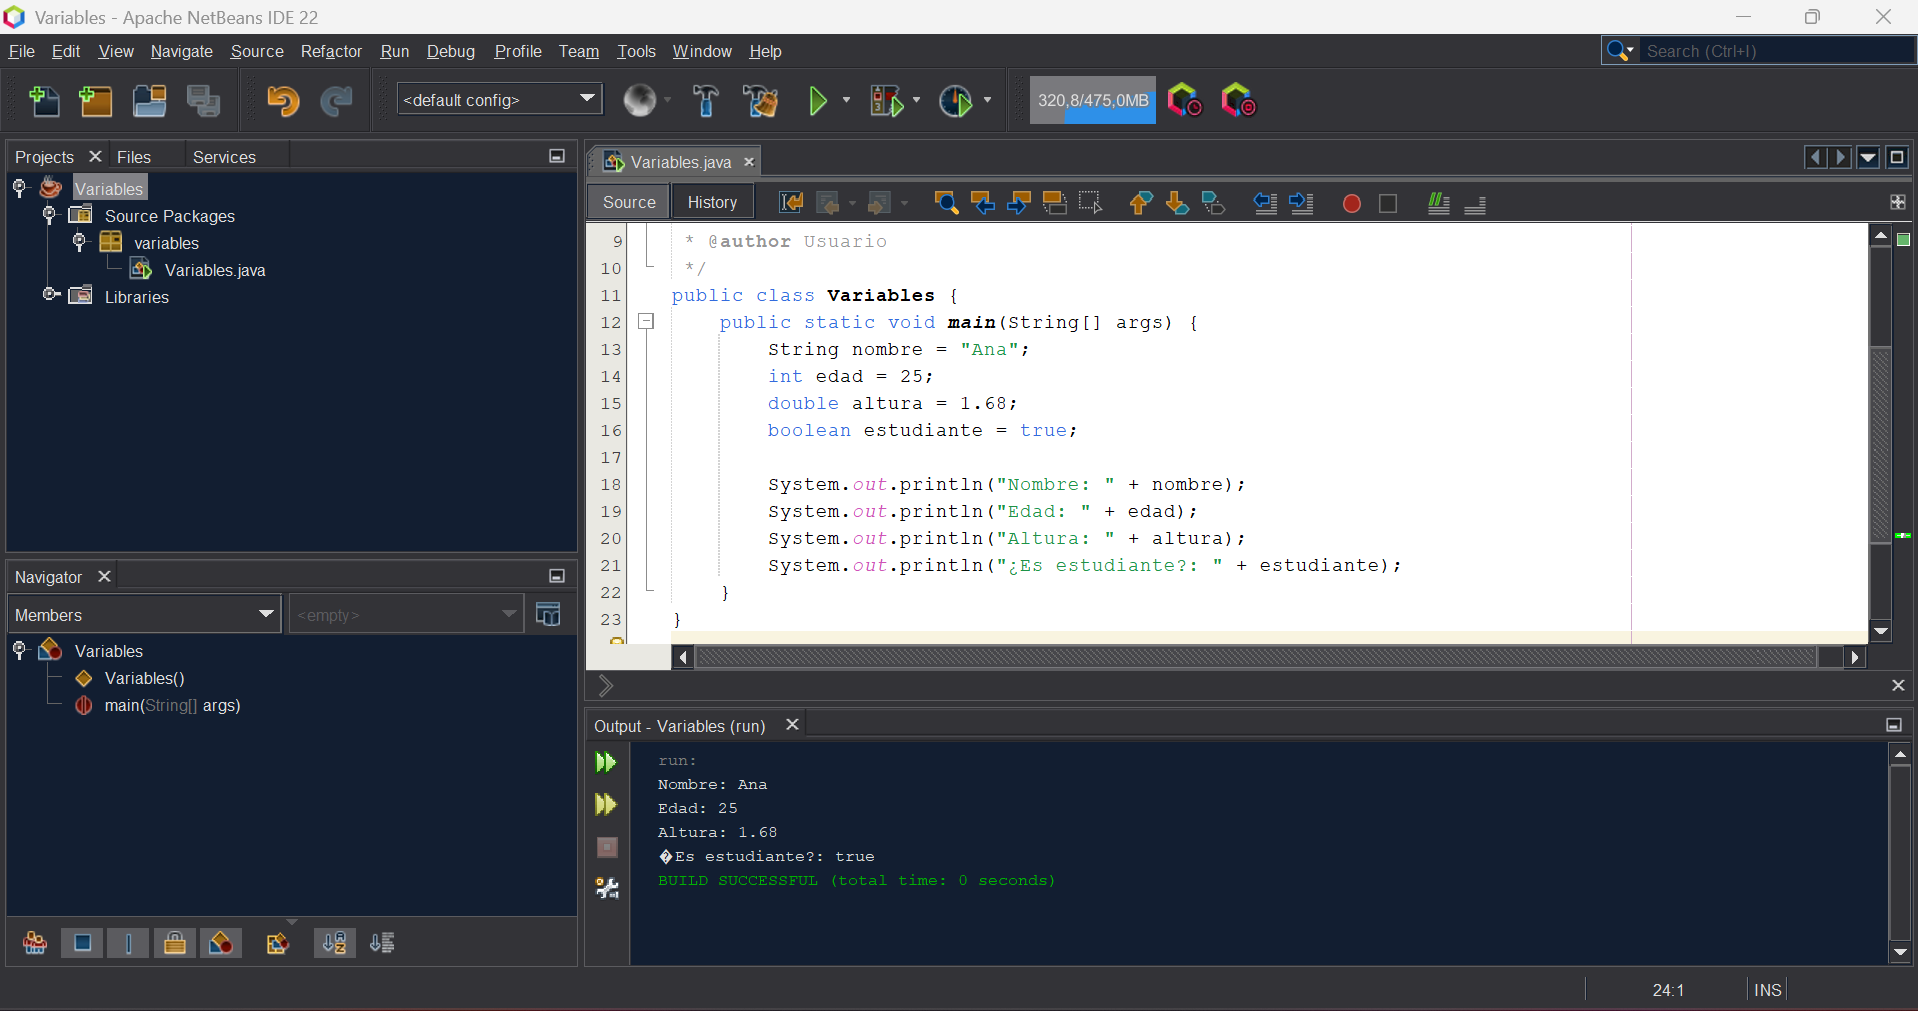 Variables - Apache NetBeans IDE 22
File Edit View Navigate Source Refactor Run Debug Profile Team Tools Window Help
Search (Ctrl+I)
<default config>
320,8/475,0MB
Projects Files Services
Variables
Source Packages
variables
Variables.java
Libraries
Navigator
Members <empty>
Variables
Variables()
main(String[] args)
Variables.java
Source History
9 * @author Usuario
10 */
11 public class Variables {
12 public static void main(String[] args) {
13 String nombre = "Ana";
14 int edad = 25;
15 double altura = 1.68;
16 boolean estudiante = true;
17
18 System.out.println("Nombre: " + nombre);
19 System.out.println("Edad: " + edad);
20 System.out.println("Altura: " + altura);
21 System.out.println("¿Es estudiante?: " + estudiante);
22 }
23 }
Output - Variables (run)
run:
Nombre: Ana
Edad: 25
Altura: 1.68
�Es estudiante?: true
BUILD SUCCESSFUL (total time: 0 seconds)
24:1 INS